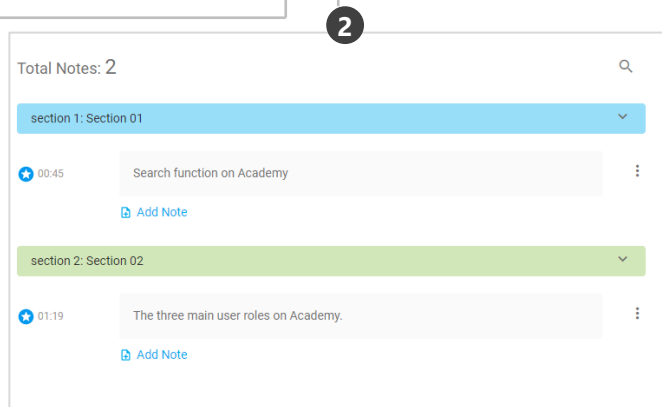 2
Total Notes: 2
section 1: Section 01
00:45
Search function on Academy
Add Note
section 2: Section 02
01:19
The three main user roles on Academy.
Add Note